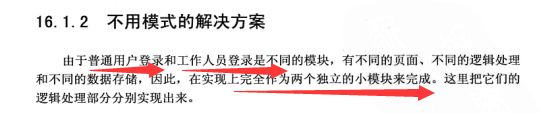 16.1.2 不用模式的解决方案
由于普通用户登录和工作人员登录是不同的模块，有不同的页面、不同的逻辑处理
和不同的数据存储，因此，在实现上完全作为两个独立的小模块来完成。这里把它们的
逻辑处理部分分别实现出来。